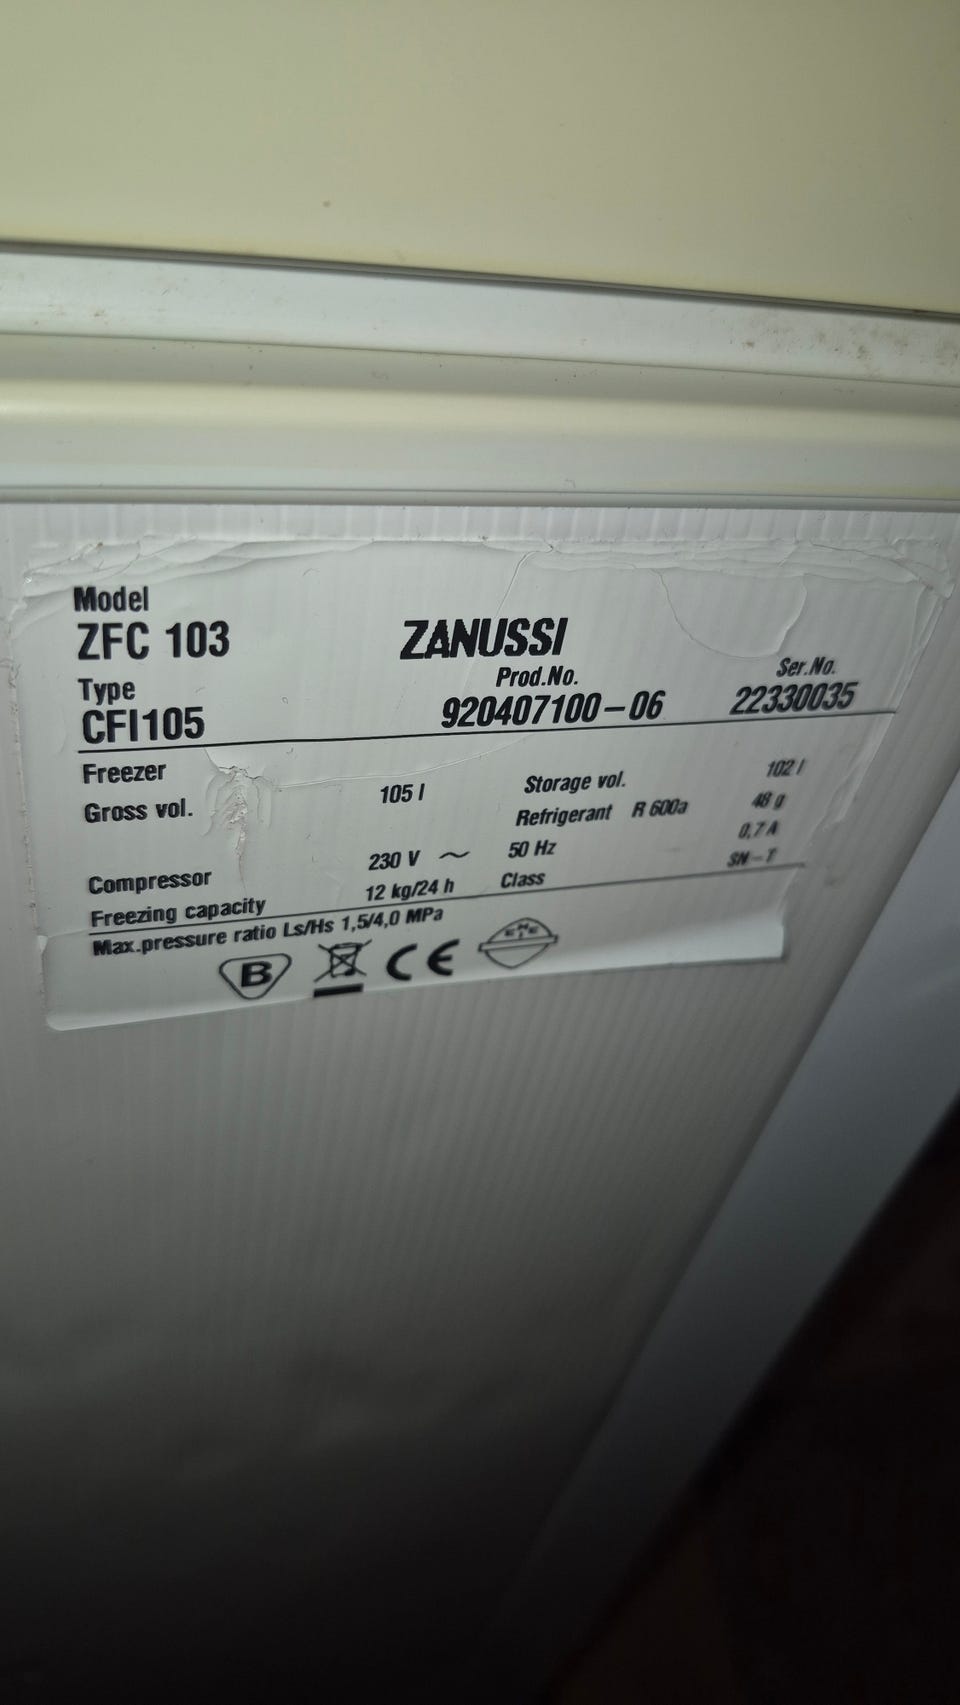 Model
ZFC 103
ZANUSSI
Type
Prod.No.
Ser.No.
CFI105
920407100-06
22330035
Freezer
Gross vol. 105 l
Storage vol. 102 l
Refrigerant R 600a 48 g
Compressor 230 V ~ 50 Hz 0,7 A
Freezing capacity 12 kg/24 h Class SN-T
Max.pressure ratio Ls/Hs 1,5/4,0 MPa
B
CE